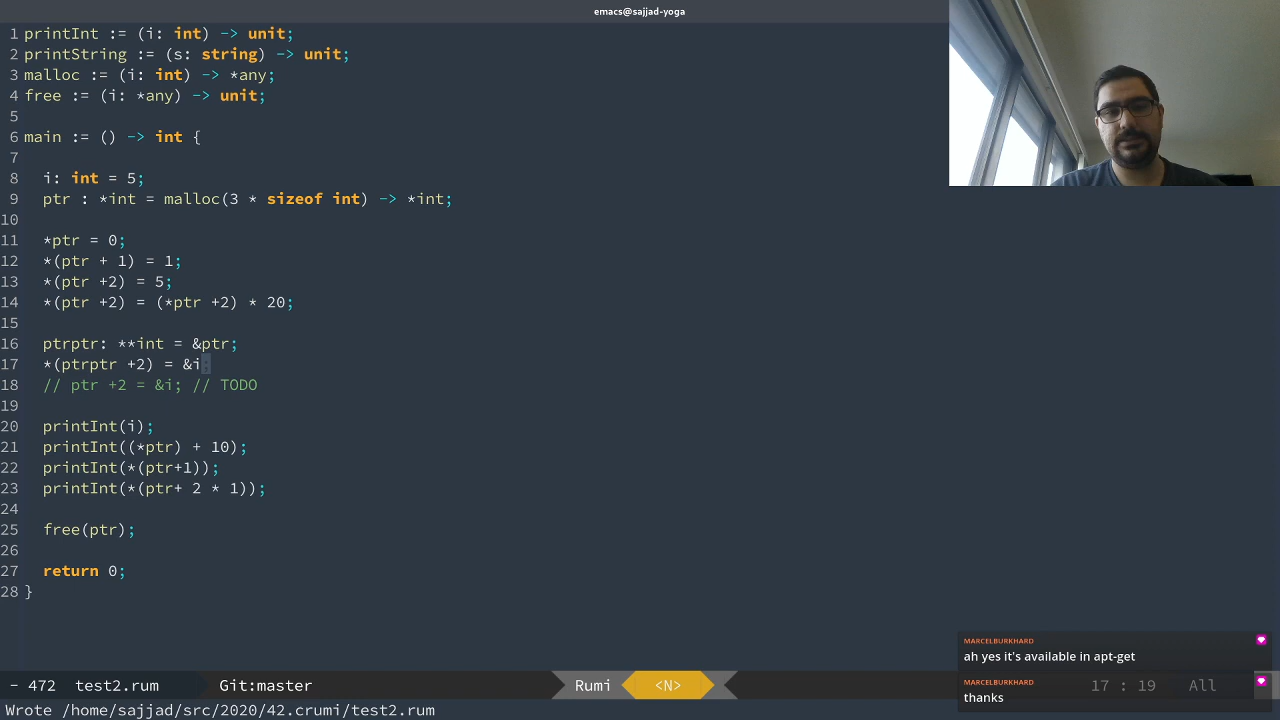 emacs@sajjad-yoga
1 printInt := (i: int) -> unit;
2 printString := (s: string) -> unit;
3 malloc := (i: int) -> *any;
4 free := (i: *any) -> unit;
5
6 main := () -> int {
7
8 i: int = 5;
9 ptr : *int = malloc(3 * sizeof int) -> *int;
10
11 *ptr = 0;
12 *(ptr + 1) = 1;
13 *(ptr +2) = 5;
14 *(ptr +2) = (*ptr +2) * 20;
15
16 ptrptr: **int = &ptr;
17 *(ptrptr +2) = &i;
18 // ptr +2 = &i; // TODO
19
20 printInt(i);
21 printInt((*ptr) + 10);
22 printInt(*(ptr+1));
23 printInt(*(ptr+ 2 * 1));
24
25 free(ptr);
26
27 return 0;
28 }
MARCELBURKHARD
ah yes it's available in apt-get
MARCELBURKHARD
thanks
- 472 test2.rum Git:master Rumi <N> 17 : 19 All
Wrote /home/sajjad/src/2020/42.crumi/test2.rum